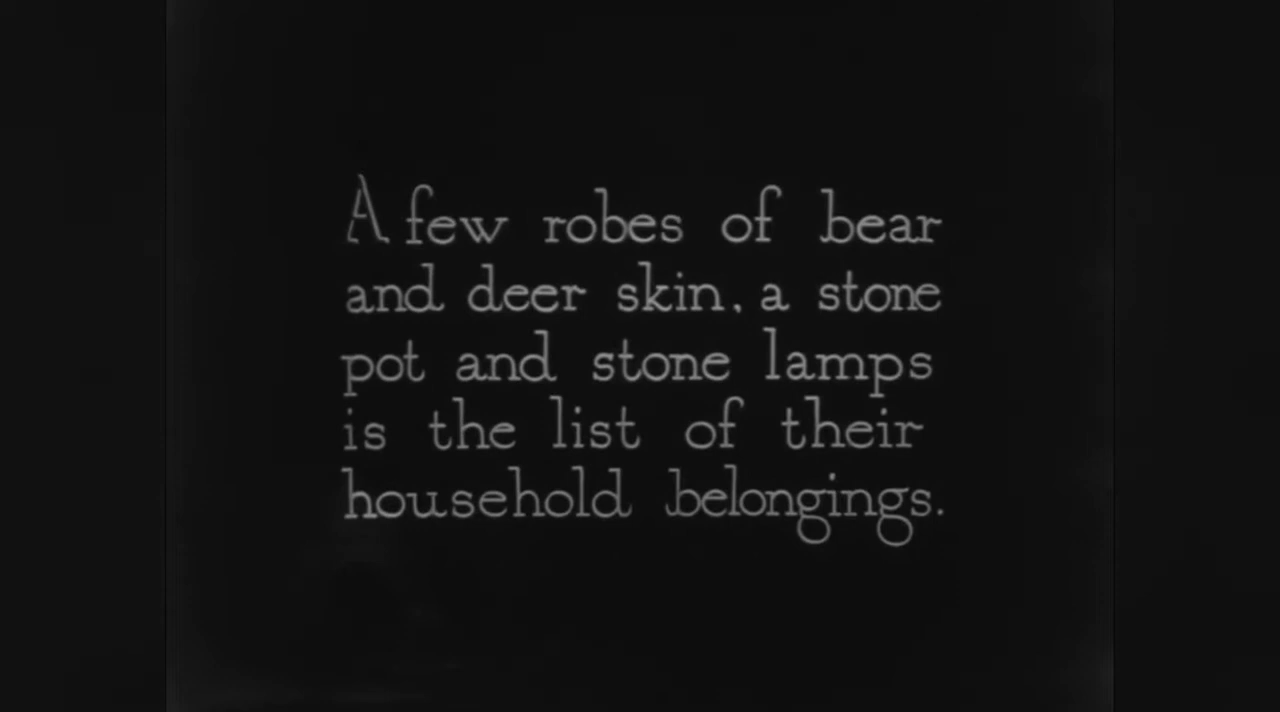 A few robes of bear
and deer skin, a stone
pot and stone lamps
is the list of their
household belongings.